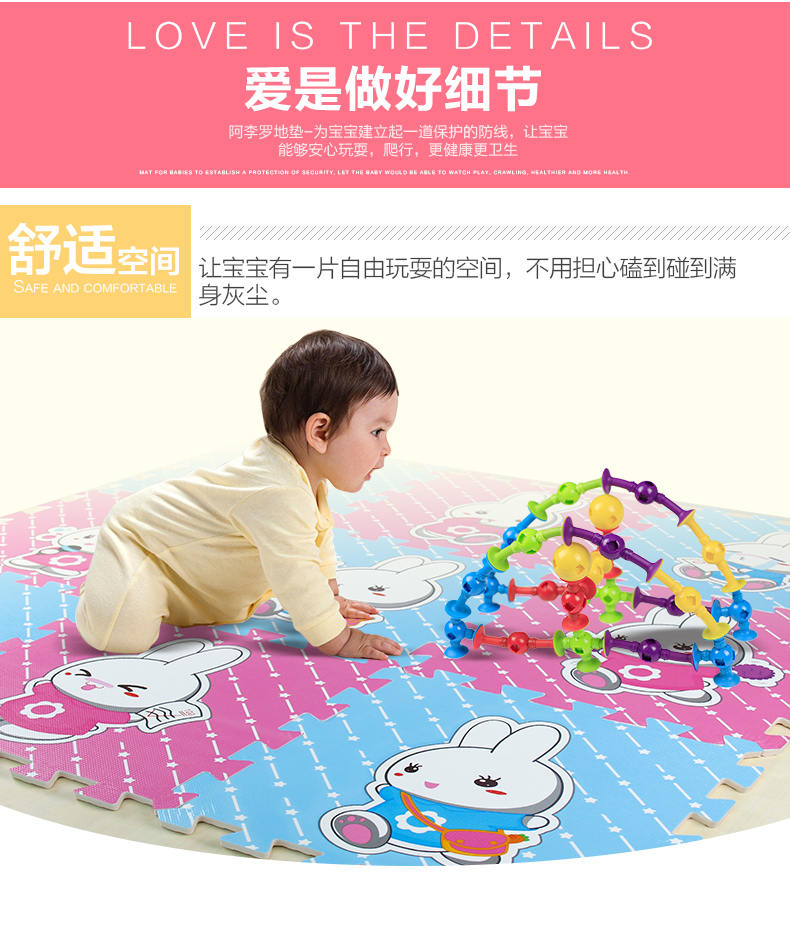 LOVE IS THE DETAILS
爱是做好细节
阿李罗地垫-为宝宝建立起一道保护的防线，让宝宝
能够安心玩耍，爬行，更健康更卫生
MAT FOR BABIES TO ESTABLISH A PROTECTION OF SECURITY, LET THE BABY WOULD BE ABLE TO WATCH PLAY, CRAWLING, HEALTHIER AND MORE HEALTH.
舒适空间
SAFE AND COMFORTABLE
让宝宝有一片自由玩耍的空间，不用担心磕到碰到满
身灰尘。